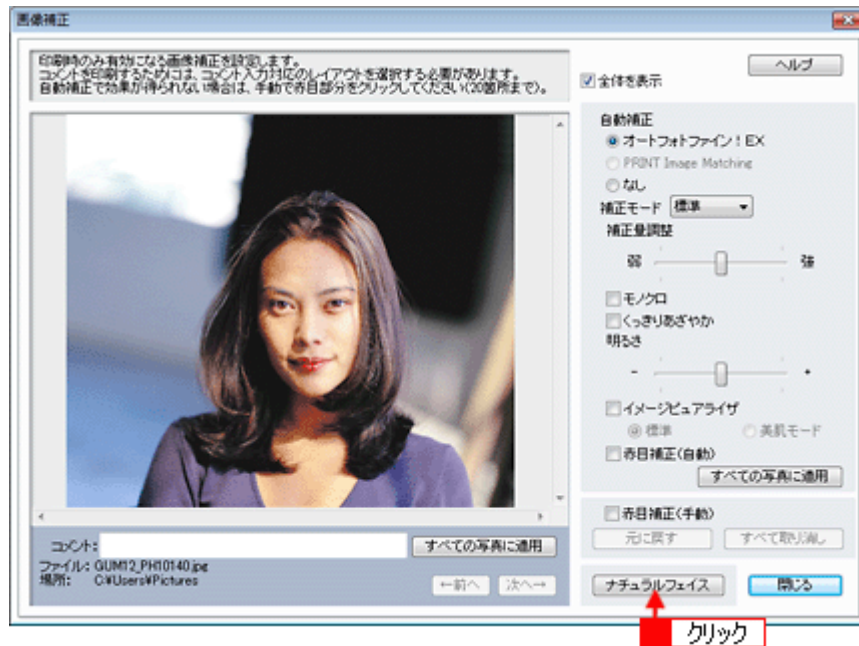 画像補正
印刷時のみ有効になる画像補正を設定します。
コメントを印刷するためには、コメント入力対応のレイアウトを選択する必要があります。
自動補正で効果が得られない場合は、手動で赤目部分をクリックしてください(20箇所まで)。
全体を表示
ヘルプ
自動補正
オートフォトファイン!EX
PRINT Image Matching
なし
補正モード 標準
補正量調整
弱 強
モノクロ
くっきりあざやか
明るさ
- +
イメージピュアライザ
標準 美肌モード
赤目補正(自動)
すべての写真に適用
赤目補正(手動)
元に戻す すべて取り消し
コメント: すべての写真に適用
ファイル: GUM12_PH10140.jpg
場所: C:¥Users¥Pictures
←前へ 次へ→
ナチュラルフェイス 閉じる
クリック